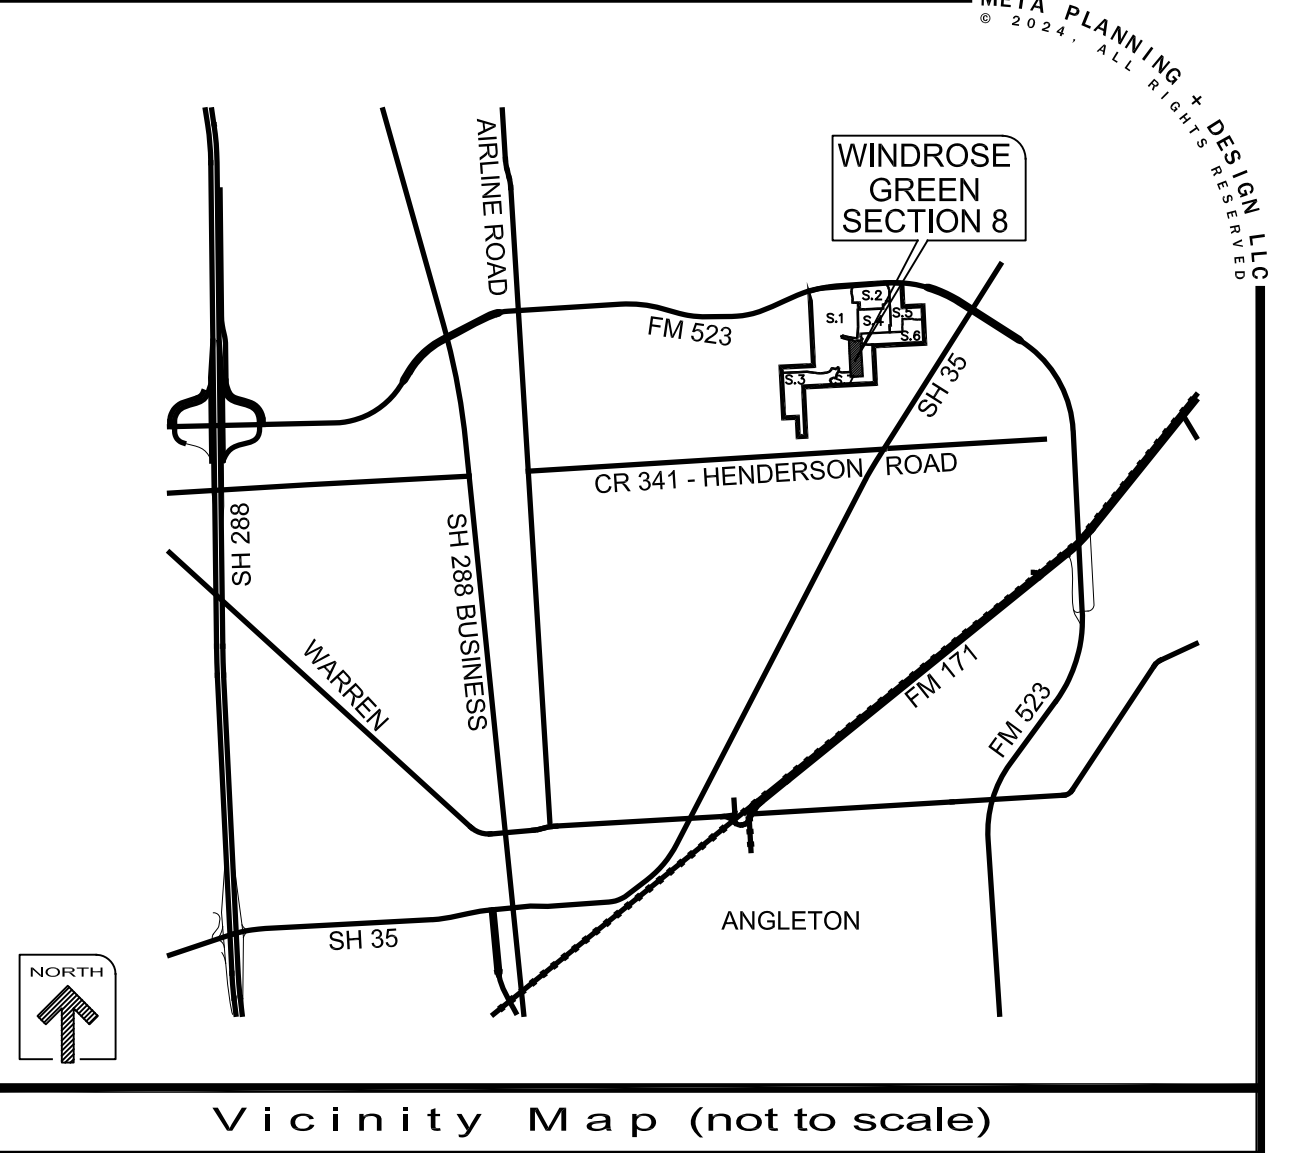 META PLANNING + DESIGN LLC
© 2024, ALL RIGHTS RESERVED
WINDROSE
GREEN
SECTION 8
AIRLINE ROAD
FM 523
S.1
S.2
S.4
S.5
S.6
S.3
S.7
SH 35
CR 341 - HENDERSON ROAD
SH 288
SH 288 BUSINESS
WARREN
FM 171
FM 523
ANGLETON
SH 35
NORTH
Vicinity Map (not to scale)